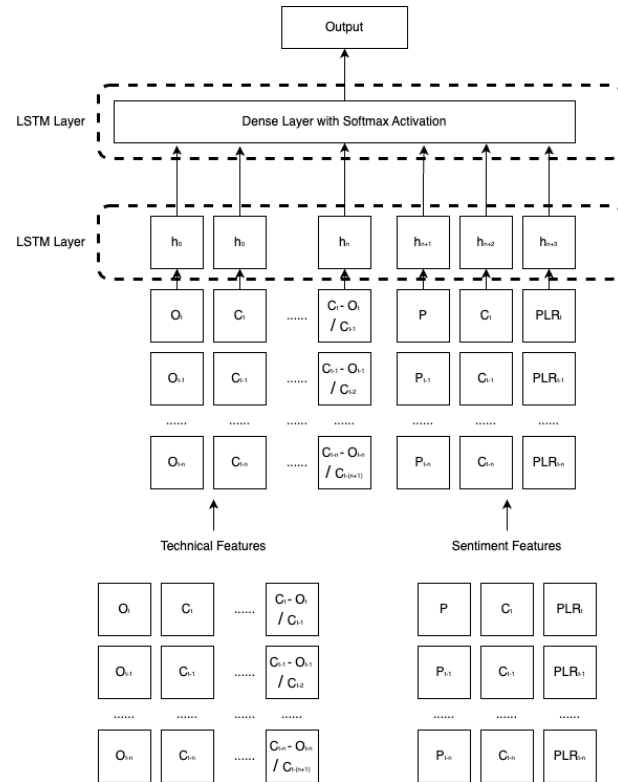 Output
LSTM Layer
Dense Layer with Softmax Activation
LSTM Layer
h₀ h₀ hₙ hₙ₊₁ hₙ₊₂ hₙ₊₃
Oₜ Cₜ ...... Cₜ - Oₜ / Cₜ₋₁ P Cₜ PLRₜ
Oₜ₋₁ Cₜ₋₁ ...... Cₜ₋₁ - Oₜ₋₁ / Cₜ₋₂ Pₜ₋₁ Cₜ₋₁ PLRₜ₋₁
...... ...... ...... ...... ...... ...... ......
Oₜ₋ₙ Cₜ₋ₙ ...... Cₜ₋ₙ - Oₜ₋ₙ / Cₜ₋₍ₙ₊₁₎ Pₜ₋ₙ Cₜ₋ₙ PLRₜ₋ₙ
Technical Features Sentiment Features
Oₜ Cₜ ...... Cₜ - Oₜ / Cₜ₋₁ P Cₜ PLRₜ
Oₜ₋₁ Cₜ₋₁ ...... Cₜ₋₁ - Oₜ₋₁ / Cₜ₋₂ Pₜ₋₁ Cₜ₋₁ PLRₜ₋₁
...... ...... ...... ...... ...... ...... ......
Oₜ₋ₙ Cₜ₋ₙ ...... Cₜ₋ₙ - Oₜ₋ₙ / Cₜ₋₍ₙ₊₁₎ Pₜ₋ₙ Cₜ₋ₙ PLRₜ₋ₙ